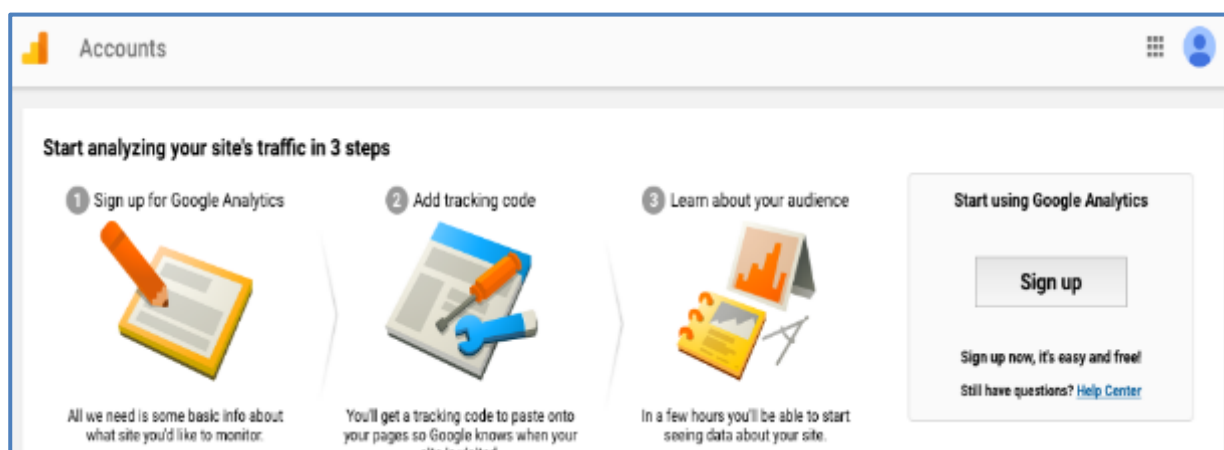 Accounts
Start analyzing your site's traffic in 3 steps
1 Sign up for Google Analytics
All we need is some basic info about
what site you'd like to monitor.
2 Add tracking code
You'll get a tracking code to paste onto
your pages so Google knows when your
3 Learn about your audience
In a few hours you'll be able to start
seeing data about your site.
Start using Google Analytics
Sign up
Sign up now, it's easy and free!
Still have questions? Help Center